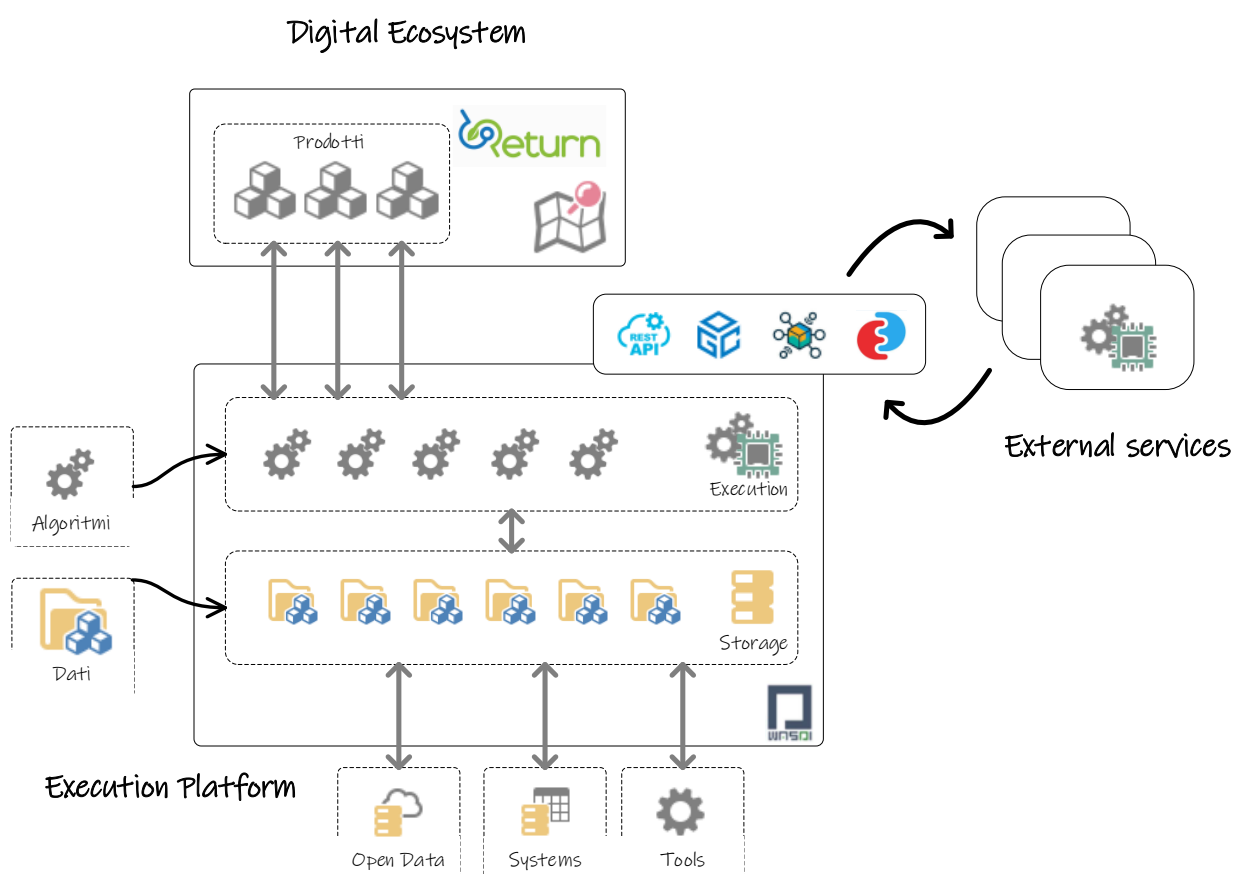 Digital Ecosystem
Prodotti
Return
REST
API
OGC
External services
Algoritmi
Execution
Dati
Storage
WASDI
Execution Platform
Open Data
Systems
Tools